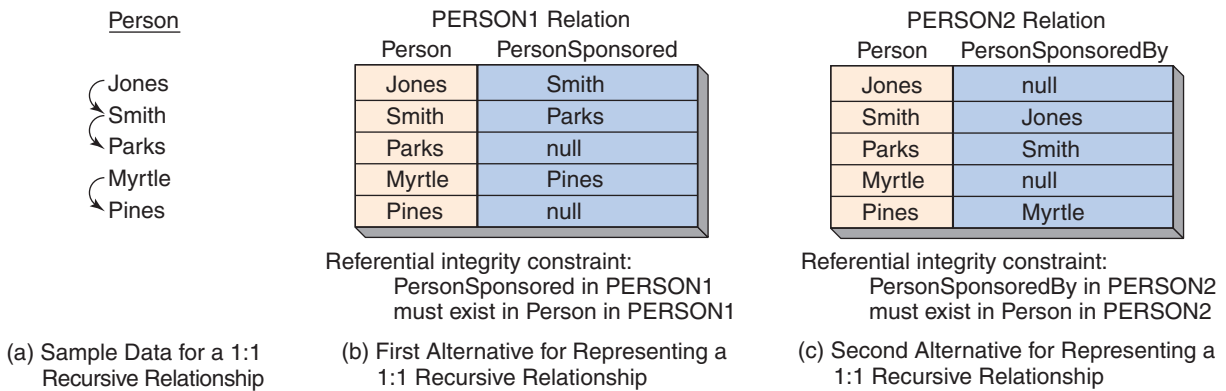 Person
Jones
Smith
Parks
Myrtle
Pines
(a) Sample Data for a 1:1
Recursive Relationship
PERSON1 Relation
Person PersonSponsored
Jones Smith
Smith Parks
Parks null
Myrtle Pines
Pines null
Referential integrity constraint:
PersonSponsored in PERSON1
must exist in Person in PERSON1
(b) First Alternative for Representing a
1:1 Recursive Relationship
PERSON2 Relation
Person PersonSponsoredBy
Jones null
Smith Jones
Parks Smith
Myrtle null
Pines Myrtle
Referential integrity constraint:
PersonSponsoredBy in PERSON2
must exist in Person in PERSON2
(c) Second Alternative for Representing a
1:1 Recursive Relationship